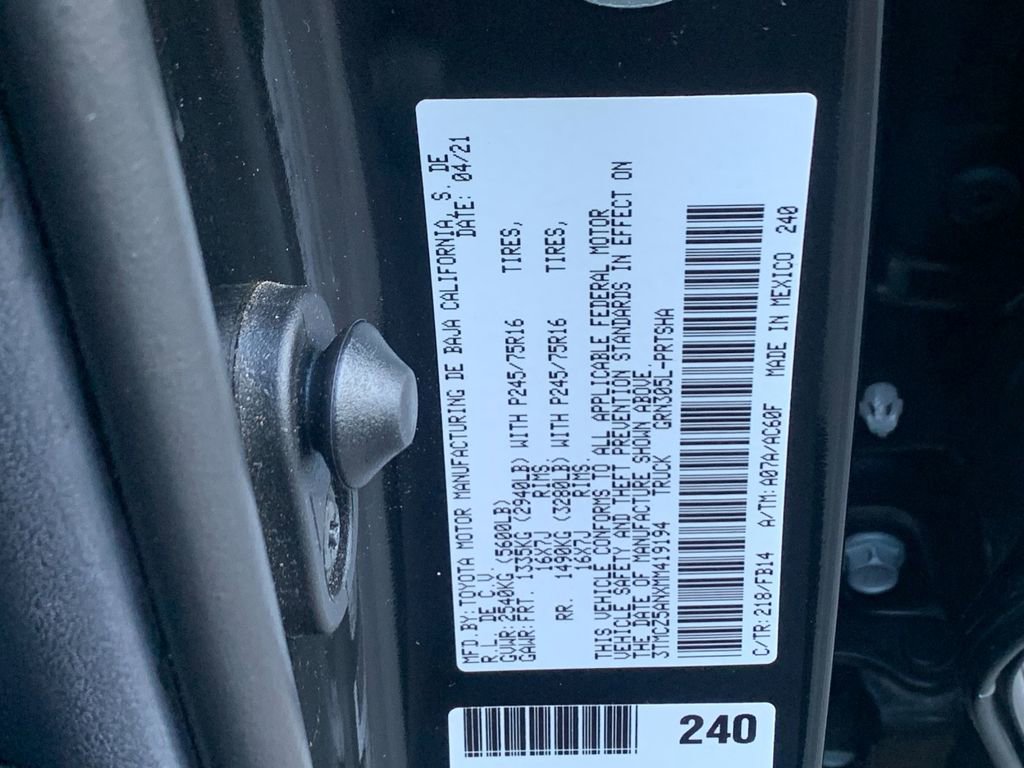 MFD.BY:TOYOTA MOTOR MANUFACTURING DE BAJA CALIFORNIA, S. DE
R.L. DE C.V. DATE: 04/21
GVWR:2540KG (5600LB)
GAWR:FRT. 1335KG (2940LB) WITH P245/75R16 TIRES,
16X7J RIMS
RR. 1490KG (3280LB) WITH P245/75R16 TIRES,
16X7J RIMS.
THIS VEHICLE CONFORMS TO ALL APPLICABLE FEDERAL MOTOR
VEHICLE SAFETY AND THEFT PREVENTION STANDARDS IN EFFECT ON
THE DATE OF MANUFACTURE SHOWN ABOVE.
3TMCZ5ANXMM419194 TRUCK GRN305L-PRTSHA
C/TR:218/FB14 A/TM:A07A/AC60F MADE IN MEXICO 240
240